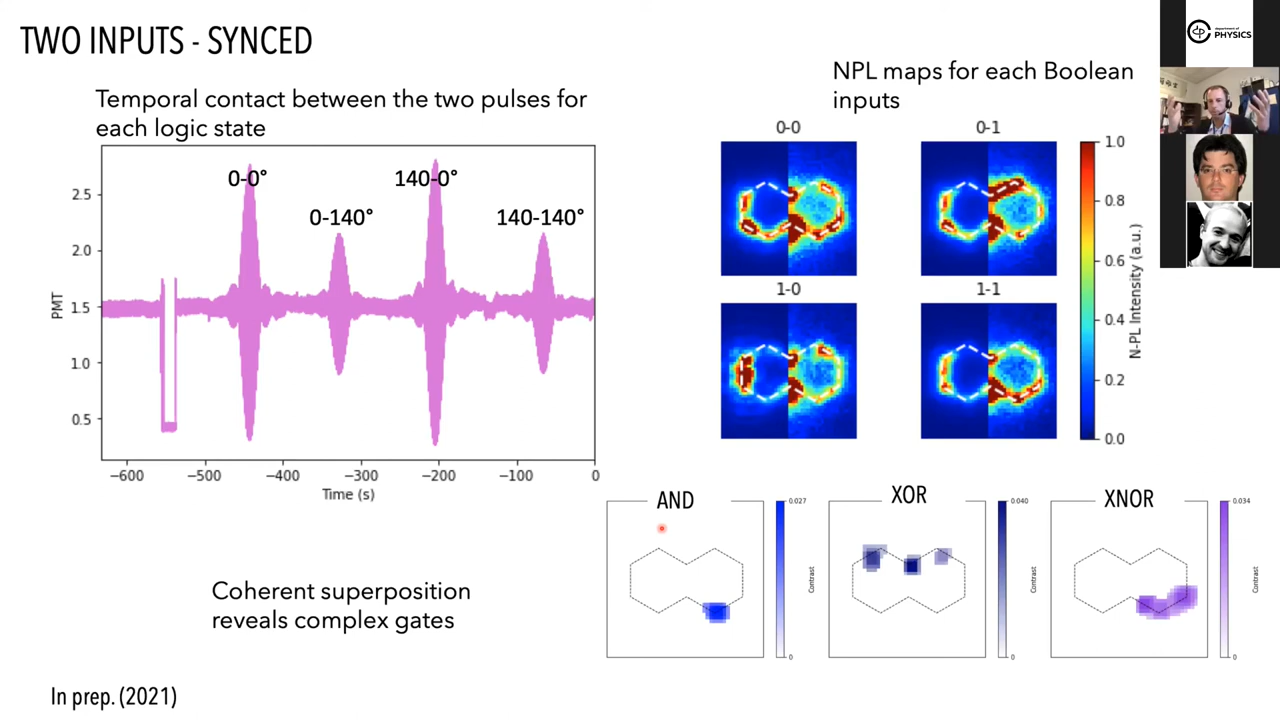 TWO INPUTS - SYNCED
department of
PHYSICS
Temporal contact between the two pulses for
each logic state
0-0°
140-0°
0-140°
140-140°
2.5
2.0
1.5
1.0
0.5
PMT
−600
−500
−400
−300
−200
−100
0
Time (s)
NPL maps for each Boolean
inputs
0-0
0-1
1-0
1-1
1.0
0.8
0.6
0.4
0.2
0.0
N-PL Intensity (a.u.)
AND
0.027
Contrast
0
XOR
0.040
Contrast
0
XNOR
0.034
Contrast
0
Coherent superposition
reveals complex gates
In prep. (2021)